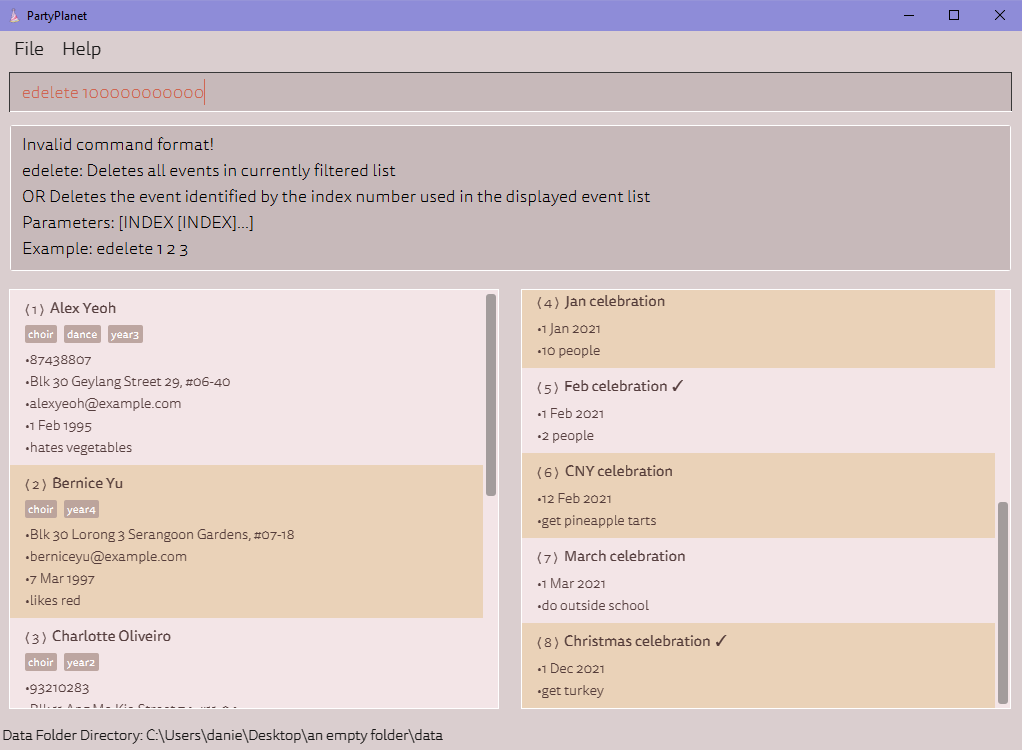 PartyPlanet
File Help
edelete 100000000000
Invalid command format!
edelete: Deletes all events in currently filtered list
OR Deletes the event identified by the index number used in the displayed event list
Parameters: [INDEX [INDEX]...]
Example: edelete 1 2 3
(1) Alex Yeoh
choir dance year3
•87438807
•Blk 30 Geylang Street 29, #06-40
•alexyeoh@example.com
•1 Feb 1995
•hates vegetables
(2) Bernice Yu
choir year4
•Blk 30 Lorong 3 Serangoon Gardens, #07-18
•berniceyu@example.com
•7 Mar 1997
•likes red
(3) Charlotte Oliveiro
choir year2
•93210283
(4) Jan celebration
•1 Jan 2021
•10 people
(5) Feb celebration ✓
•1 Feb 2021
•2 people
(6) CNY celebration
•12 Feb 2021
•get pineapple tarts
(7) March celebration
•1 Mar 2021
•do outside school
(8) Christmas celebration ✓
•1 Dec 2021
•get turkey
Data Folder Directory: C:\Users\danie\Desktop\an empty folder\data